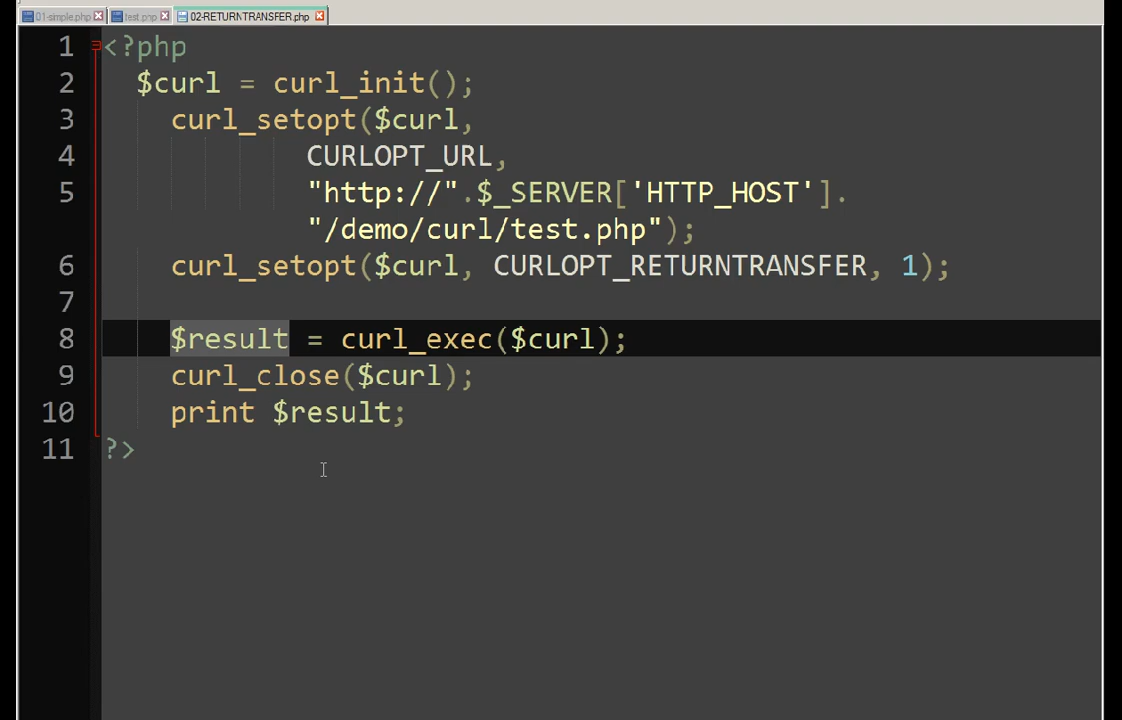 01-simple.php test.php 02-RETURNTRANSFER.php
1 <?php
2 $curl = curl_init();
3 curl_setopt($curl,
4 CURLOPT_URL,
5 "http://".$_SERVER['HTTP_HOST'].
"/demo/curl/test.php");
6 curl_setopt($curl, CURLOPT_RETURNTRANSFER, 1);
7
8 $result = curl_exec($curl);
9 curl_close($curl);
10 print $result;
11 ?>